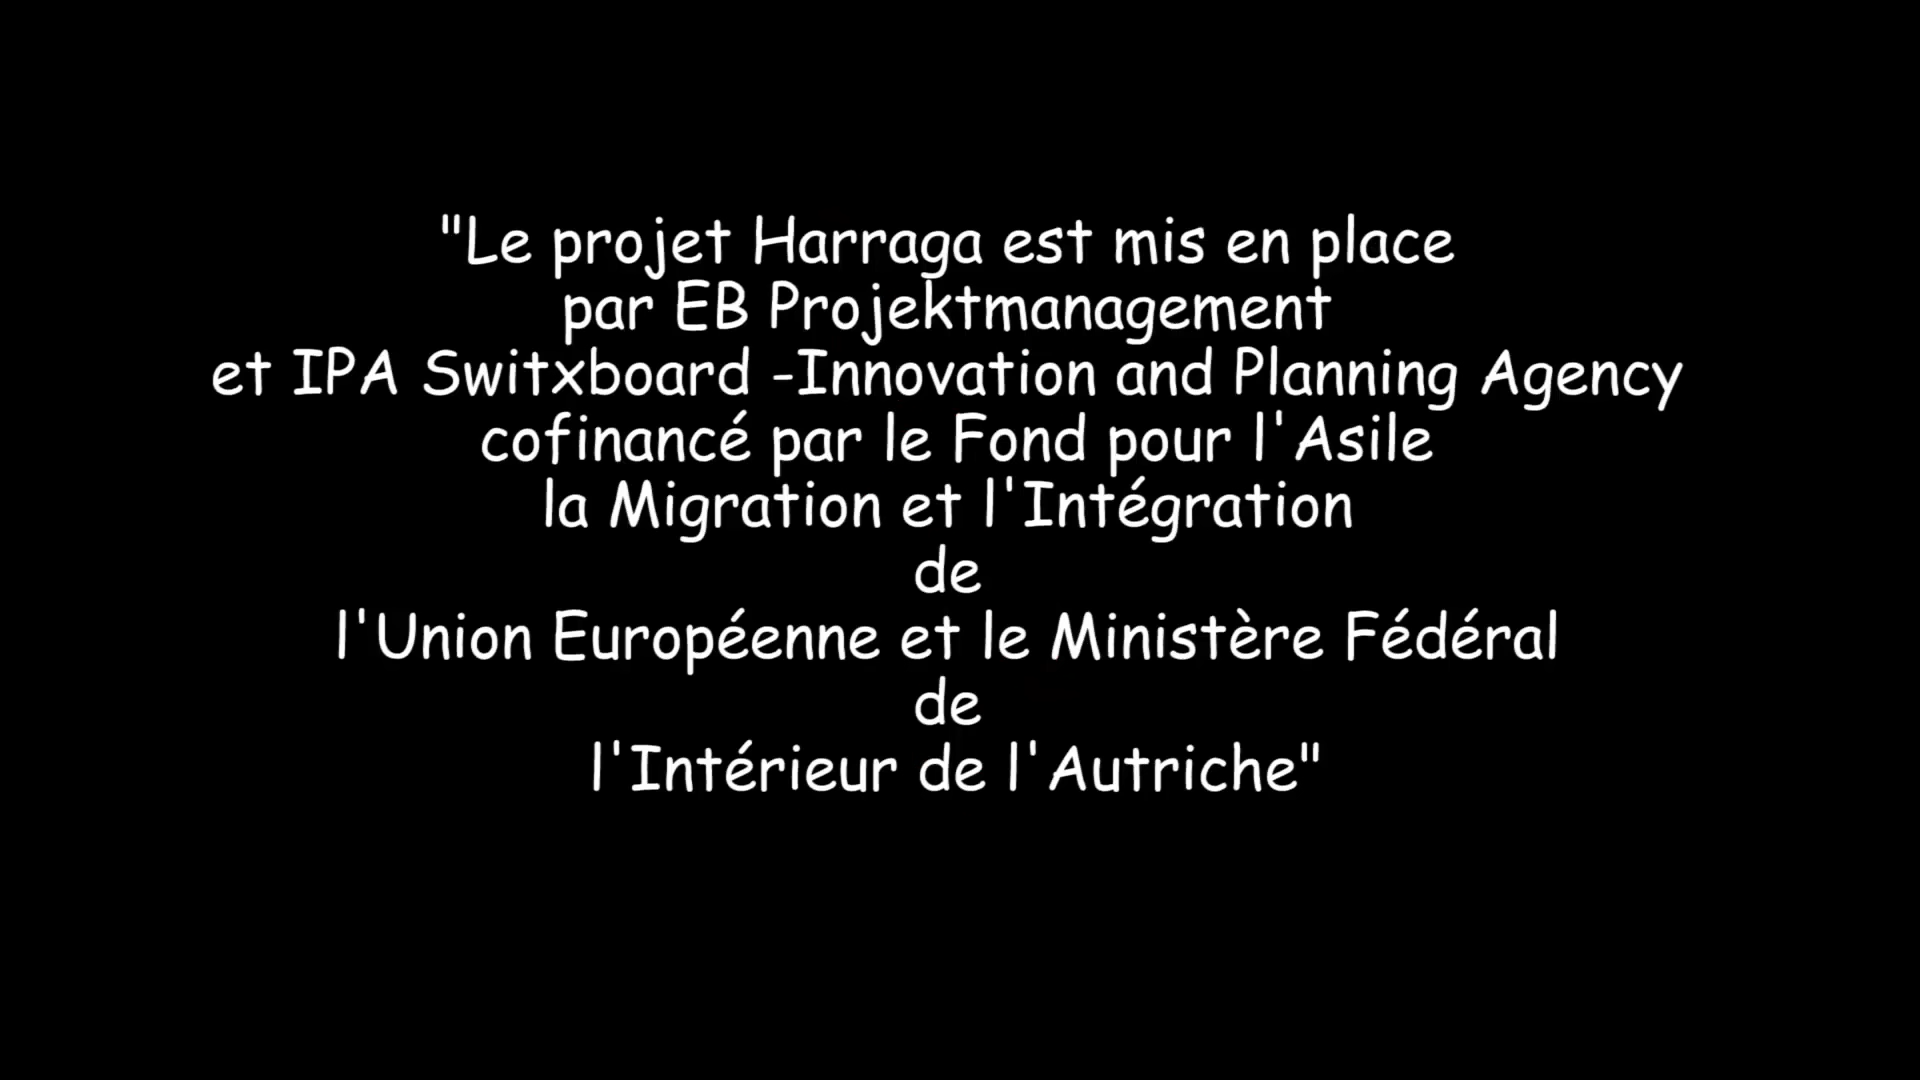 "Le projet Harraga est mis en place
par EB Projektmanagement
et IPA Switxboard -Innovation and Planning Agency
cofinancé par le Fond pour l'Asile
la Migration et l'Intégration
de
l'Union Européenne et le Ministère Fédéral
de
l'Intérieur de l'Autriche"